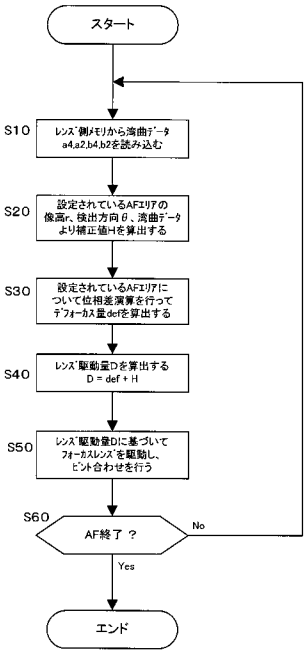 スタート
S10
レンズ側メモリから湾曲データ
a4,a2,b4,b2を読み込む
S20
設定されているAFエリアの
像高r、検出方向θ、湾曲データ
より補正値Hを算出する
S30
設定されているAFエリアに
ついて位相差演算を行って
デフォーカス量defを算出する
S40
レンズ駆動量Dを算出する
D = def + H
S50
レンズ駆動量Dに基づいて
フォーカスレンズを駆動し、
ピント合わせを行う
S60
AF終了 ?
No
Yes
エンド